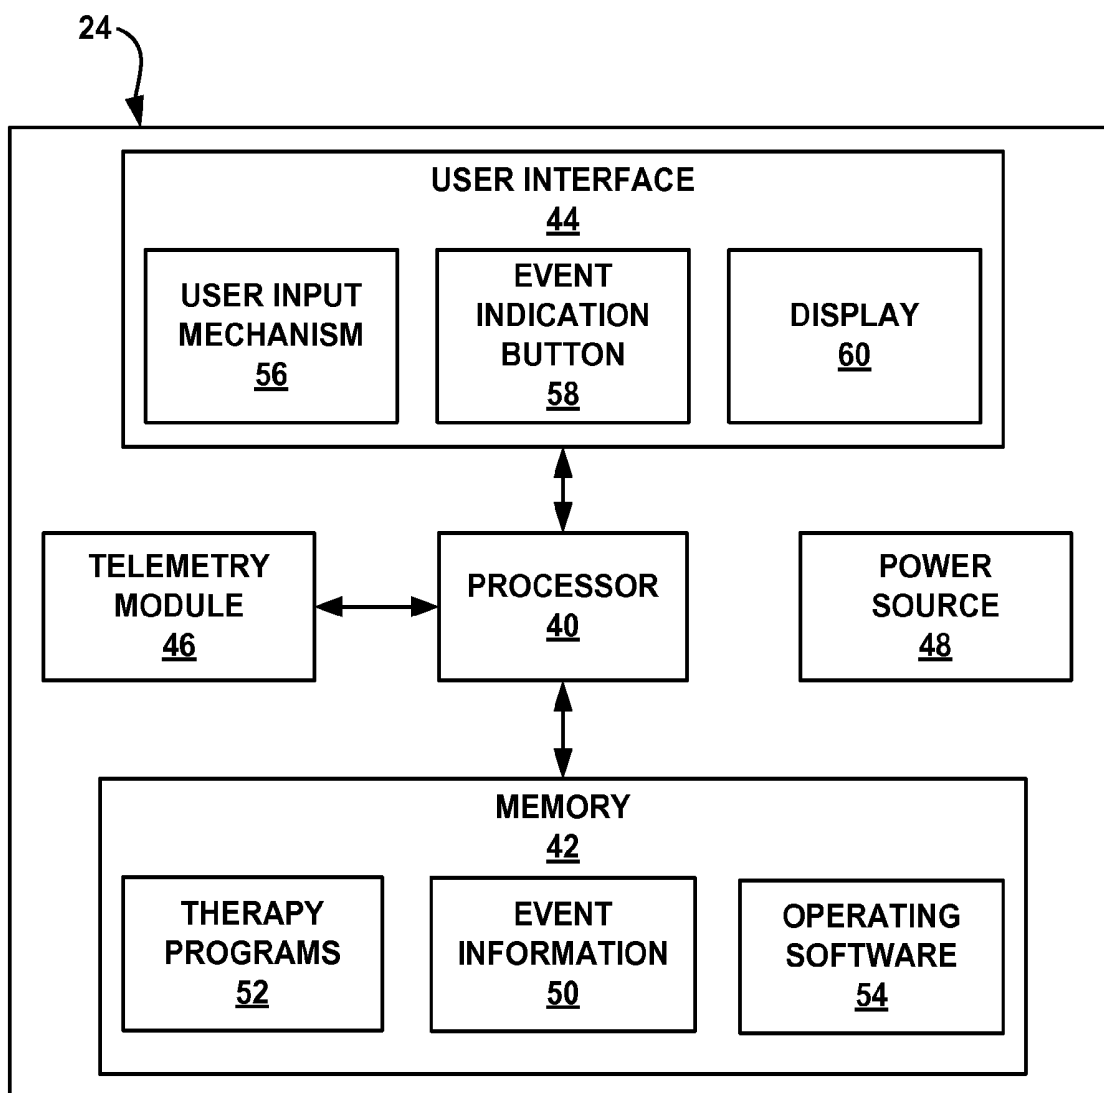 24
USER INTERFACE
44
USER INPUT
MECHANISM
56
EVENT
INDICATION
BUTTON
58
DISPLAY
60
TELEMETRY
MODULE
46
PROCESSOR
40
POWER
SOURCE
48
MEMORY
42
THERAPY
PROGRAMS
52
EVENT
INFORMATION
50
OPERATING
SOFTWARE
54